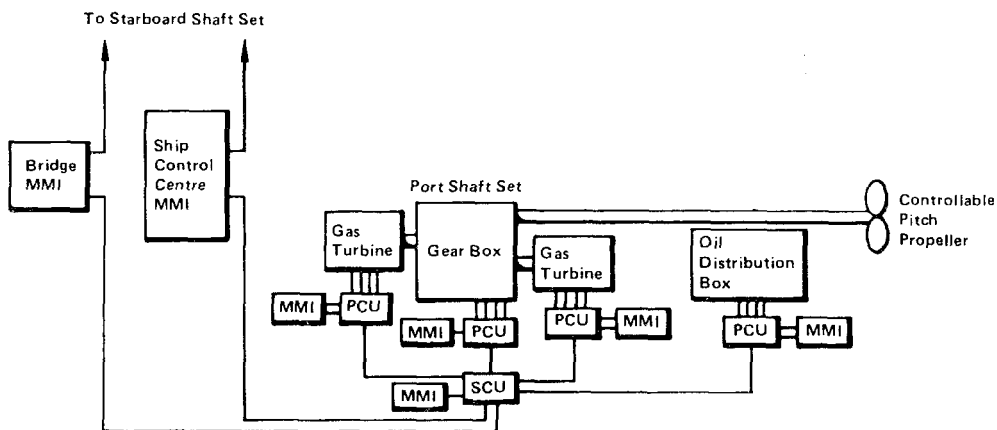 To Starboard Shaft Set
Bridge
MMI
Ship
Control
Centre
MMI
Port Shaft Set
Gas
Turbine
Gear Box
Gas
Turbine
Oil
Distribution
Box
Controllable
Pitch
Propeller
MMI
PCU
MMI
PCU
PCU
MMI
PCU
MMI
MMI
SCU